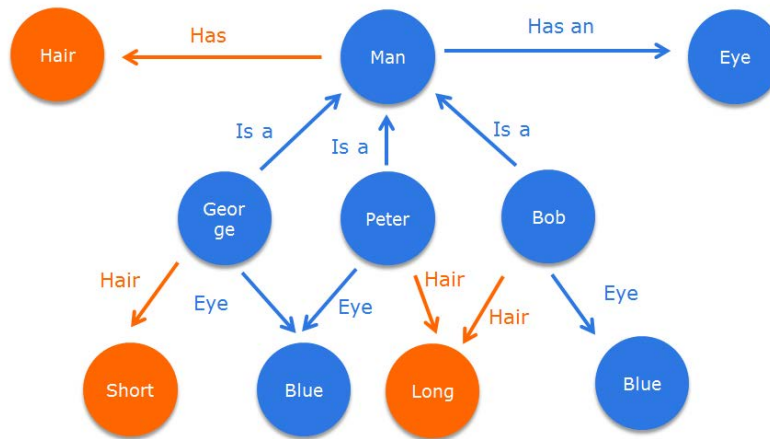 Hair
Has
Man
Has an
Eye
Is a
Is a
Is a
Geor
ge
Peter
Bob
Hair
Eye
Eye
Hair
Hair
Eye
Short
Blue
Long
Blue